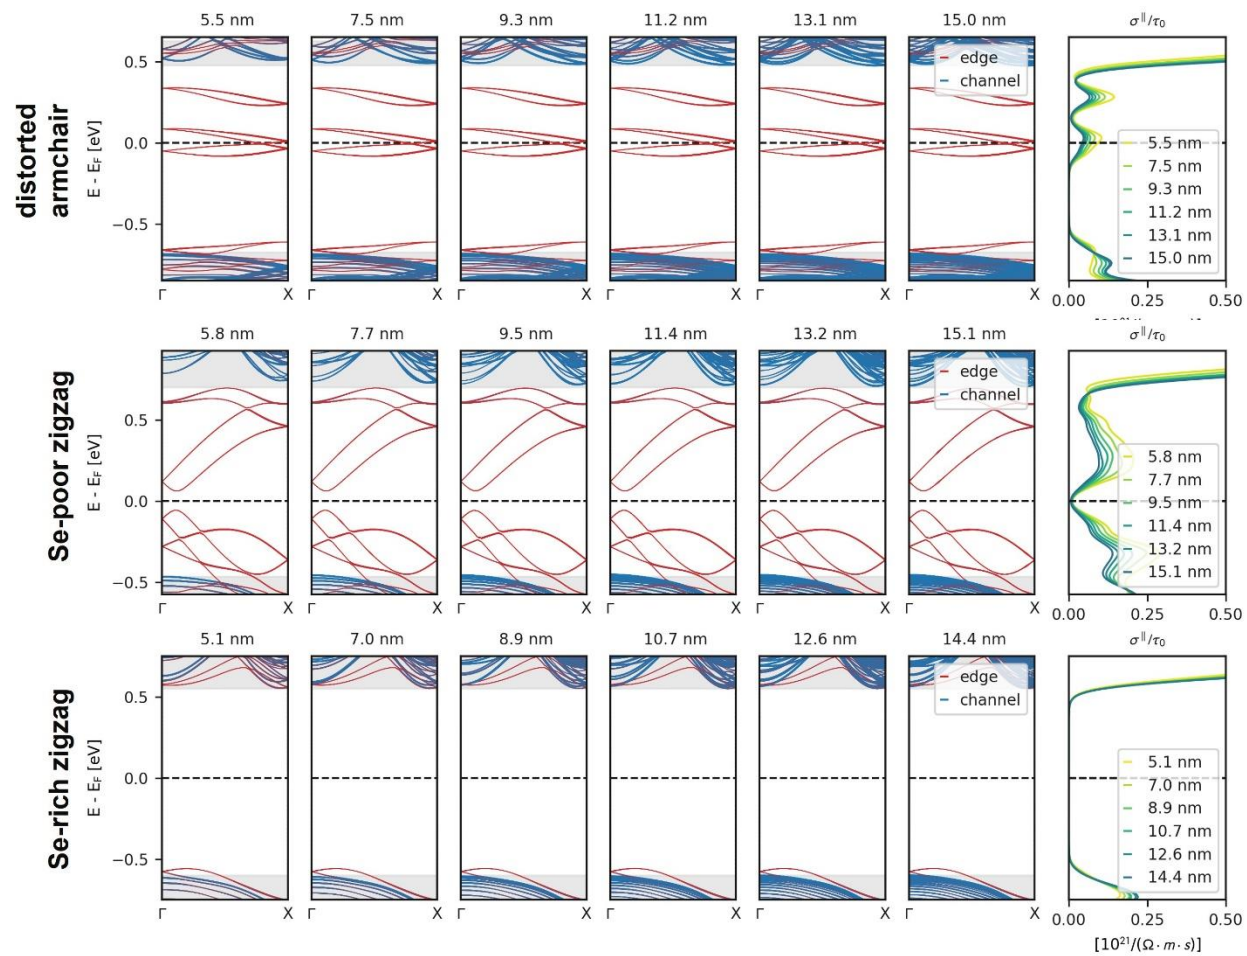 5.5 nm 7.5 nm 9.3 nm 11.2 nm 13.1 nm 15.0 nm σ∥/τ₀
distorted
armchair
E - E_F [eV]
0.5
0.0
−0.5
edge
channel
5.5 nm
7.5 nm
9.3 nm
11.2 nm
13.1 nm
15.0 nm
Γ X Γ X Γ X Γ X Γ X Γ X 0.00 0.25 0.50
5.8 nm 7.7 nm 9.5 nm 11.4 nm 13.2 nm 15.1 nm σ∥/τ₀
Se-poor zigzag
E - E_F [eV]
0.5
0.0
−0.5
edge
channel
5.8 nm
7.7 nm
9.5 nm
11.4 nm
13.2 nm
15.1 nm
Γ X Γ X Γ X Γ X Γ X Γ X 0.00 0.25 0.50
5.1 nm 7.0 nm 8.9 nm 10.7 nm 12.6 nm 14.4 nm σ∥/τ₀
Se-rich zigzag
E - E_F [eV]
0.5
0.0
−0.5
edge
channel
5.1 nm
7.0 nm
8.9 nm
10.7 nm
12.6 nm
14.4 nm
Γ X Γ X Γ X Γ X Γ X Γ X 0.00 0.25 0.50
[10²¹/(Ω · m · s)]